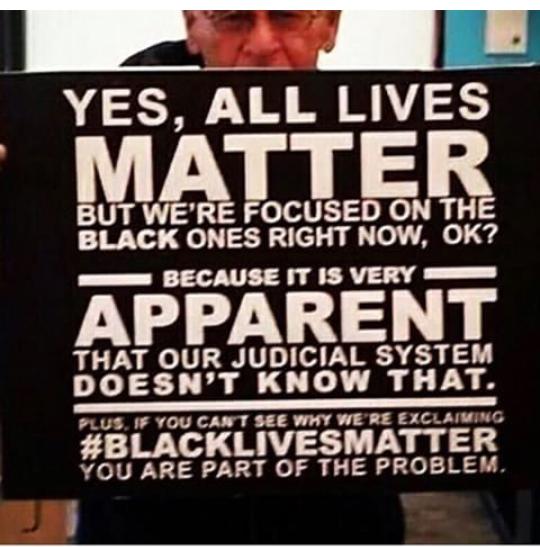 YES, ALL LIVES
MATTER
BUT WE'RE FOCUSED ON THE
BLACK ONES RIGHT NOW, OK?
BECAUSE IT IS VERY
APPARENT
THAT OUR JUDICIAL SYSTEM
DOESN'T KNOW THAT.
PLUS, IF YOU CAN'T SEE WHY WE'RE EXCLAIMING
#BLACKLIVESMATTER
YOU ARE PART OF THE PROBLEM.